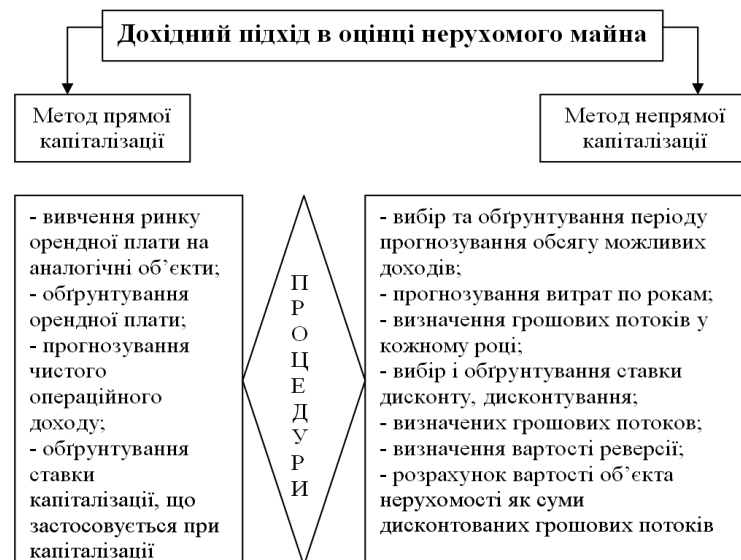 Дохідний підхід в оцінці нерухомого майна
Метод прямої
капіталізації
Метод непрямої
капіталізації
- вивчення ринку
орендної плати на
аналогічні об’єкти;
- обґрунтування
орендної плати;
- прогнозування
чистого
операційного
доходу;
- обґрунтування
ставки
капіталізації, що
застосовується при
капіталізації
П
Р
О
Ц
Е
Д
У
Р
И
- вибір та обґрунтування періоду
прогнозування обсягу можливих
доходів;
- прогнозування витрат по рокам;
- визначення грошових потоків у
кожному році;
- вибір і обґрунтування ставки
дисконту, дисконтування;
- визначених грошових потоков;
- визначення вартості реверсії;
- розрахунок вартості об’єкта
нерухомості як суми
дисконтованих грошових потоків